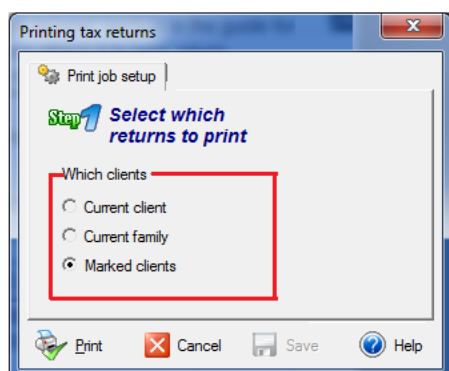 Printing tax returns
Print job setup
Step 1 Select which
returns to print
Which clients
Current client
Current family
Marked clients
Print Cancel Save Help